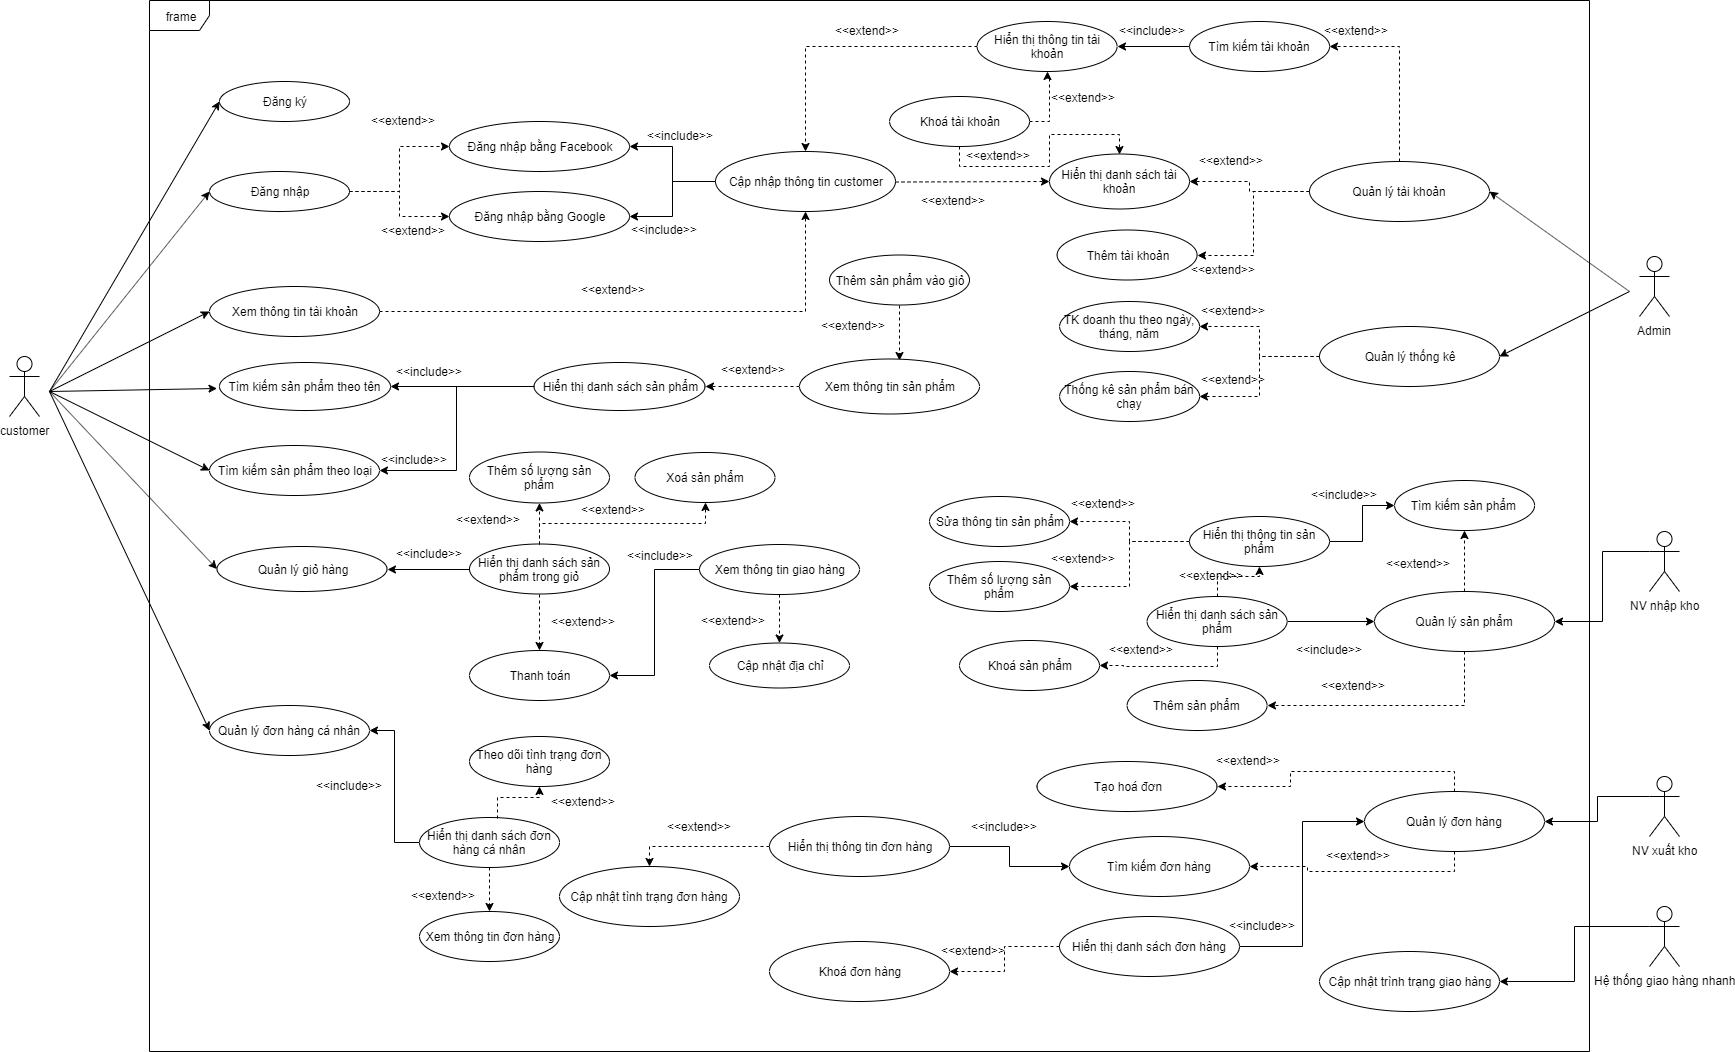 frame
<<extend>>
Hiển thị thông tin tài
khoản
<<include>>
Tìm kiếm tài khoản
<<extend>>
Đăng ký
<<extend>>
Khoá tài khoản
<<extend>>
Đăng nhập bằng Facebook
<<include>>
<<extend>>
<<extend>>
Đăng nhập
Cập nhập thông tin customer
Hiển thị danh sách tài
khoản
Quản lý tài khoản
<<extend>>
Đăng nhập bằng Google
<<extend>>
<<include>>
Thêm tài khoản
<<extend>>
Thêm sản phẩm vào giỏ
<<extend>>
Xem thông tin tài khoản
<<extend>>
TK doanh thu theo ngày,
tháng, năm
<<extend>>
Admin
<<extend>>
Quản lý thống kê
customer
Tìm kiếm sản phẩm theo tên
<<include>>
Hiển thị danh sách sản phẩm
<<extend>>
Xem thông tin sản phẩm
<<extend>>
Thống kê sản phẩm bán
chạy
Tìm kiếm sản phẩm theo loại
<<include>>
Thêm số lượng sản
phẩm
Xoá sản phẩm
<<extend>>
<<extend>>
<<include>>
Tìm kiếm sản phẩm
<<extend>>
Sửa thông tin sản phẩm
Hiển thị thông tin sản
phẩm
Quản lý giỏ hàng
<<include>>
Hiển thị danh sách sản
phẩm trong giỏ
<<include>>
Xem thông tin giao hàng
<<extend>>
Thêm số lượng sản
phẩm
<<extend>>
<<extend>>
NV nhập kho
<<extend>>
<<extend>>
Hiển thị danh sách sản
phẩm
Quản lý sản phẩm
<<include>>
<<extend>>
Thanh toán
Cập nhật địa chỉ
Khoá sản phẩm
<<extend>>
Thêm sản phẩm
Quản lý đơn hàng cá nhân
Theo dõi tình trạng đơn
hàng
<<include>>
<<extend>>
<<extend>>
Tạo hoá đơn
Hiển thị danh sách đơn
hàng cá nhân
<<extend>>
Hiển thị thông tin đơn hàng
<<include>>
Quản lý đơn hàng
NV xuất kho
<<extend>>
Tìm kiếm đơn hàng
<<extend>>
Cập nhật tình trạng đơn hàng
Xem thông tin đơn hàng
<<include>>
<<extend>>
Hiển thị danh sách đơn hàng
Khoá đơn hàng
Cập nhật trình trạng giao hàng
Hệ thống giao hàng nhanh